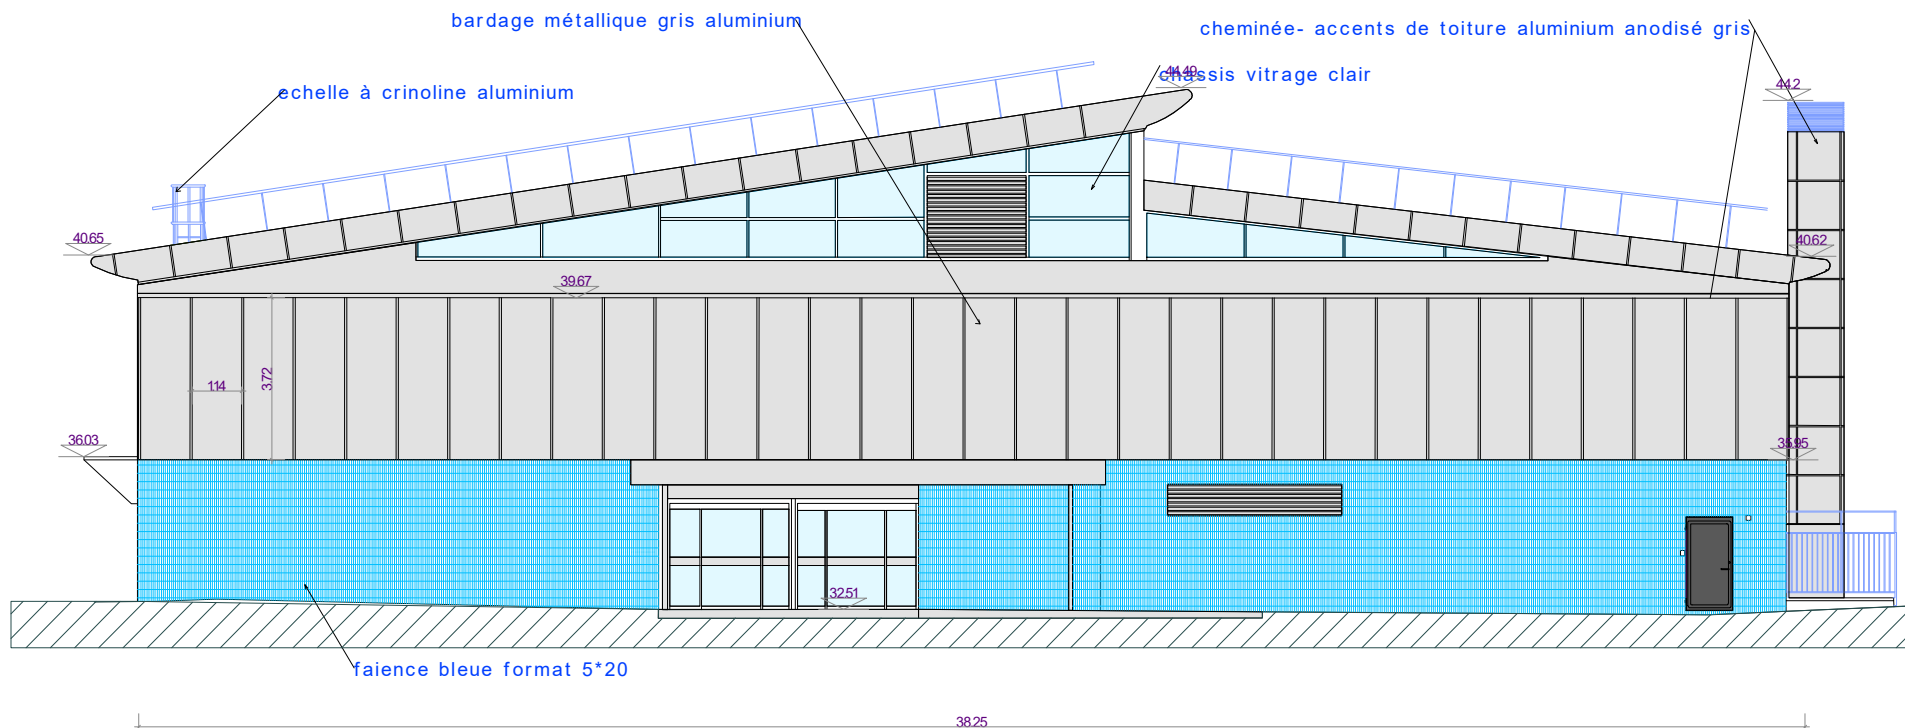 bardage métallique gris aluminium
cheminée- accents de toiture aluminium anodisé gris
44.49
chassis vitrage clair
44.2
echelle à crinoline aluminium
40.65
40.62
39.67
1.14
3.72
36.03
35.95
32.51
faience bleue format 5*20
38.25